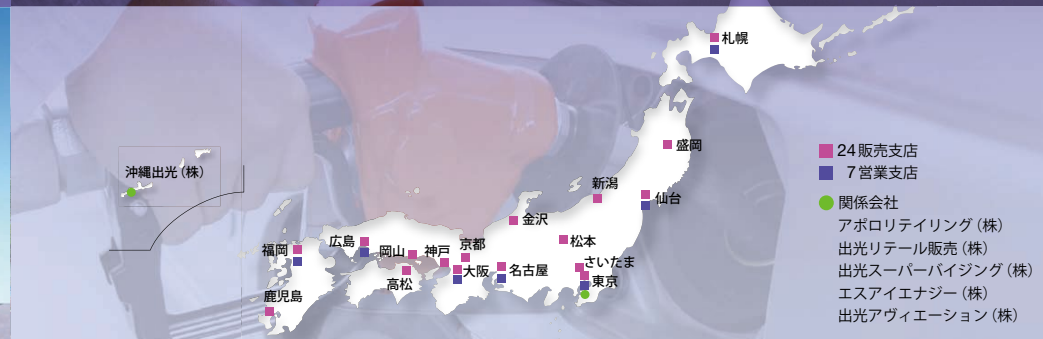 札幌
盛岡
沖縄出光（株）
新潟
仙台
金沢
福岡
広島
岡山
神戸
京都
松本
さいたま
大阪
名古屋
東京
高松
鹿児島
24販売支店
7営業支店
関係会社
アポロリテイリング（株）
出光リテール販売（株）
出光スーパーバイジング（株）
エスアイエナジー（株）
出光アヴィエーション（株）